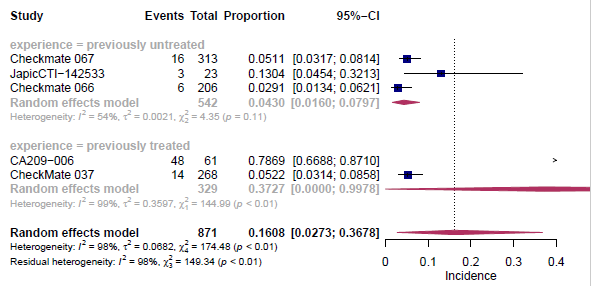 Study Events Total Proportion 95%−CI
experience = previously untreated
Checkmate 067 16 313 0.0511 [0.0317; 0.0814]
JapicCTI−142533 3 23 0.1304 [0.0454; 0.3213]
Checkmate 066 6 206 0.0291 [0.0134; 0.0621]
Random effects model 542 0.0430 [0.0160; 0.0797]
Heterogeneity: I² = 54%, τ² = 0.0021, χ²₂ = 4.35 (p = 0.11)
experience = previously treated
CA209−006 48 61 0.7869 [0.6688; 0.8710]
CheckMate 037 14 268 0.0522 [0.0314; 0.0858]
Random effects model 329 0.3727 [0.0000; 0.9978]
Heterogeneity: I² = 99%, τ² = 0.3597, χ²₁ = 144.99 (p < 0.01)
Random effects model 871 0.1608 [0.0273; 0.3678]
Heterogeneity: I² = 98%, τ² = 0.0682, χ²₄ = 174.48 (p < 0.01)
Residual heterogeneity: I² = 98%, χ²₃ = 149.34 (p < 0.01)
0 0.1 0.2 0.3 0.4
Incidence